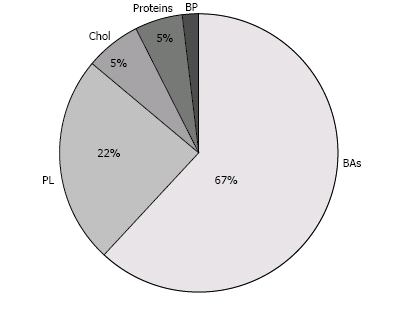 Proteins BP
Chol
5%
5%
PL
22%
67%
BAs